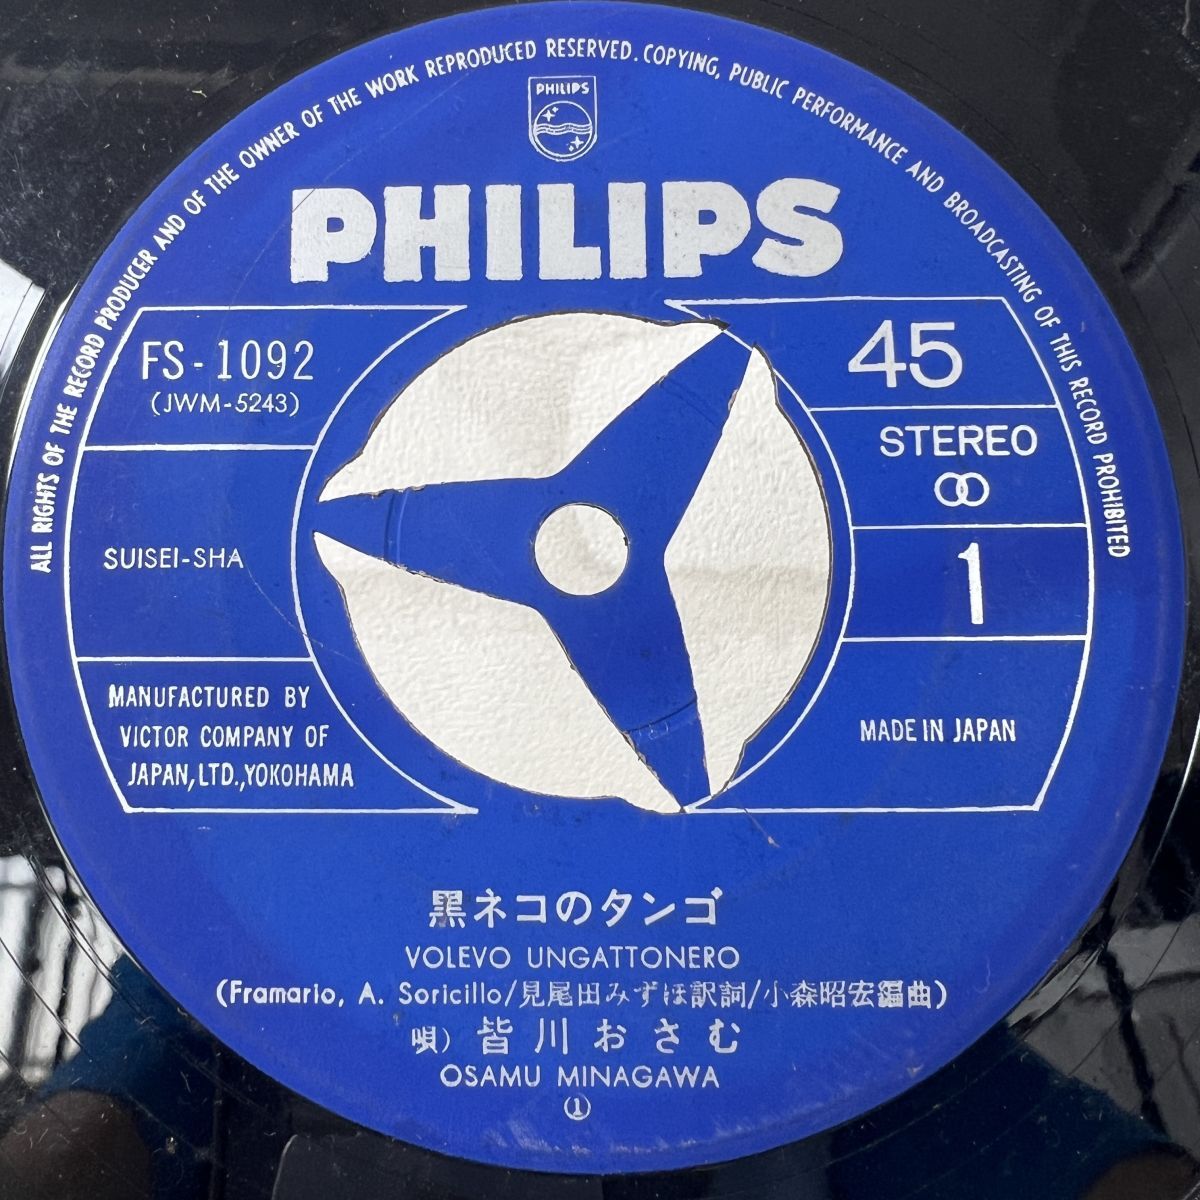 ALL RIGHTS OF THE RECORD PRODUCER AND OF THE OWNER OF THE WORK REPRODUCED RESERVED. COPYING, PUBLIC PERFORMANCE AND BROADCASTING OF THIS RECORD PROHIBITED
PHILIPS
PHILIPS
FS-1092
(JWM-5243)
45
STEREO
SUISEI-SHA
1
MANUFACTURED BY
VICTOR COMPANY OF
JAPAN, LTD., YOKOHAMA
MADE IN JAPAN
黒ネコのタンゴ
VOLEVO UNGATTONERO
(Framario, A. Soricillo/見尾田みずほ訳詞/小森昭宏編曲)
唄) 皆川おさむ
OSAMU MINAGAWA
①